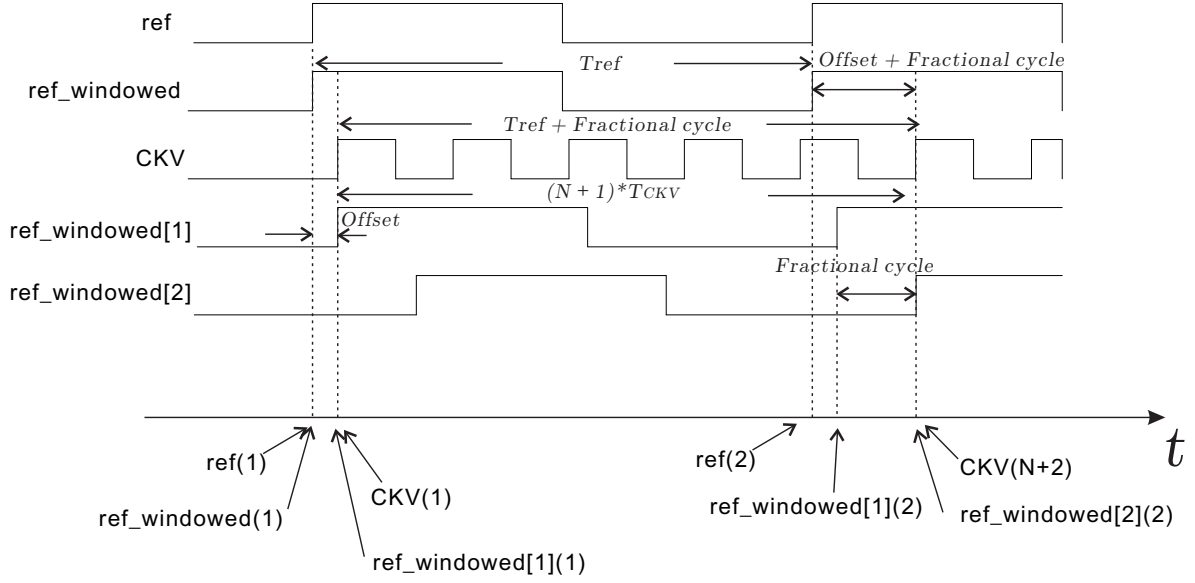 ref
Tref
Offset + Fractional cycle
ref_windowed
Tref + Fractional cycle
CKV
(N + 1)*TCKV
ref_windowed[1]
Offset
Fractional cycle
ref_windowed[2]
t
ref(1)
ref(2)
CKV(N+2)
CKV(1)
ref_windowed[1](2)
ref_windowed(1)
ref_windowed[2](2)
ref_windowed[1](1)